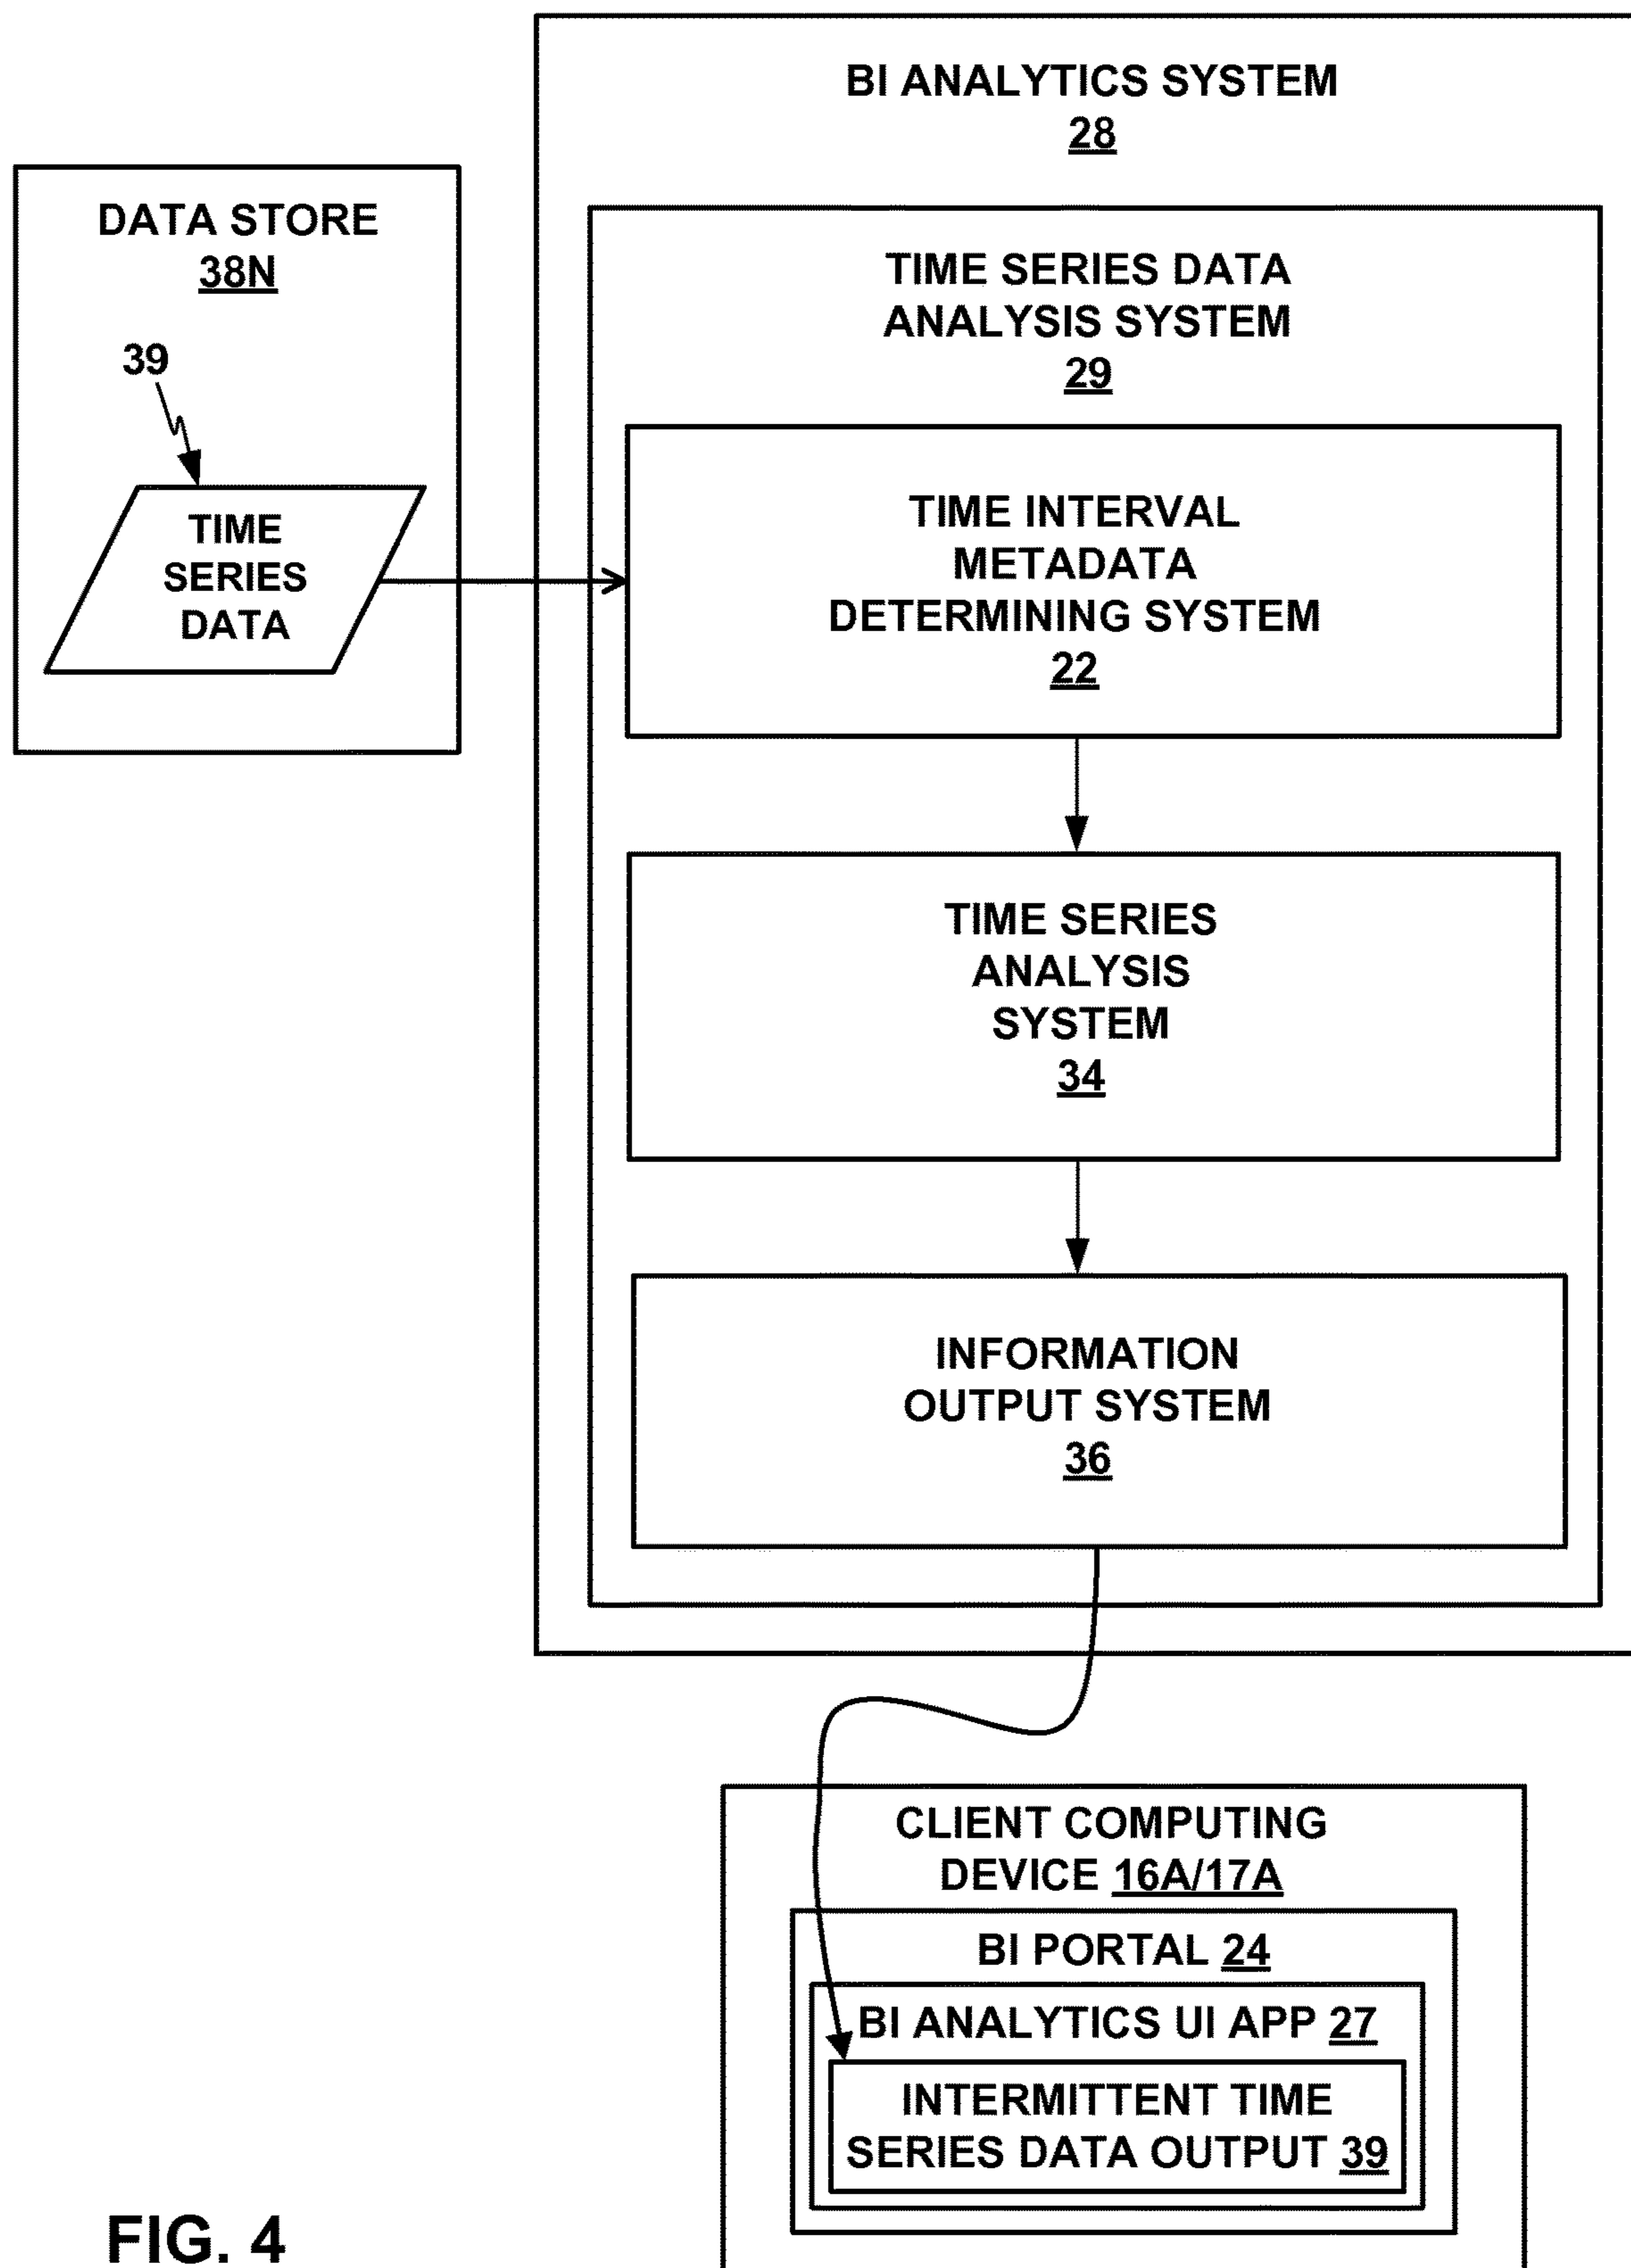 BI ANALYTICS SYSTEM
28
DATA STORE
38N
39
TIME
SERIES
DATA
TIME SERIES DATA
ANALYSIS SYSTEM
29
TIME INTERVAL
METADATA
DETERMINING SYSTEM
22
TIME SERIES
ANALYSIS
SYSTEM
34
INFORMATION
OUTPUT SYSTEM
36
CLIENT COMPUTING
DEVICE 16A/17A
BI PORTAL 24
BI ANALYTICS UI APP 27
INTERMITTENT TIME
SERIES DATA OUTPUT 39
FIG. 4